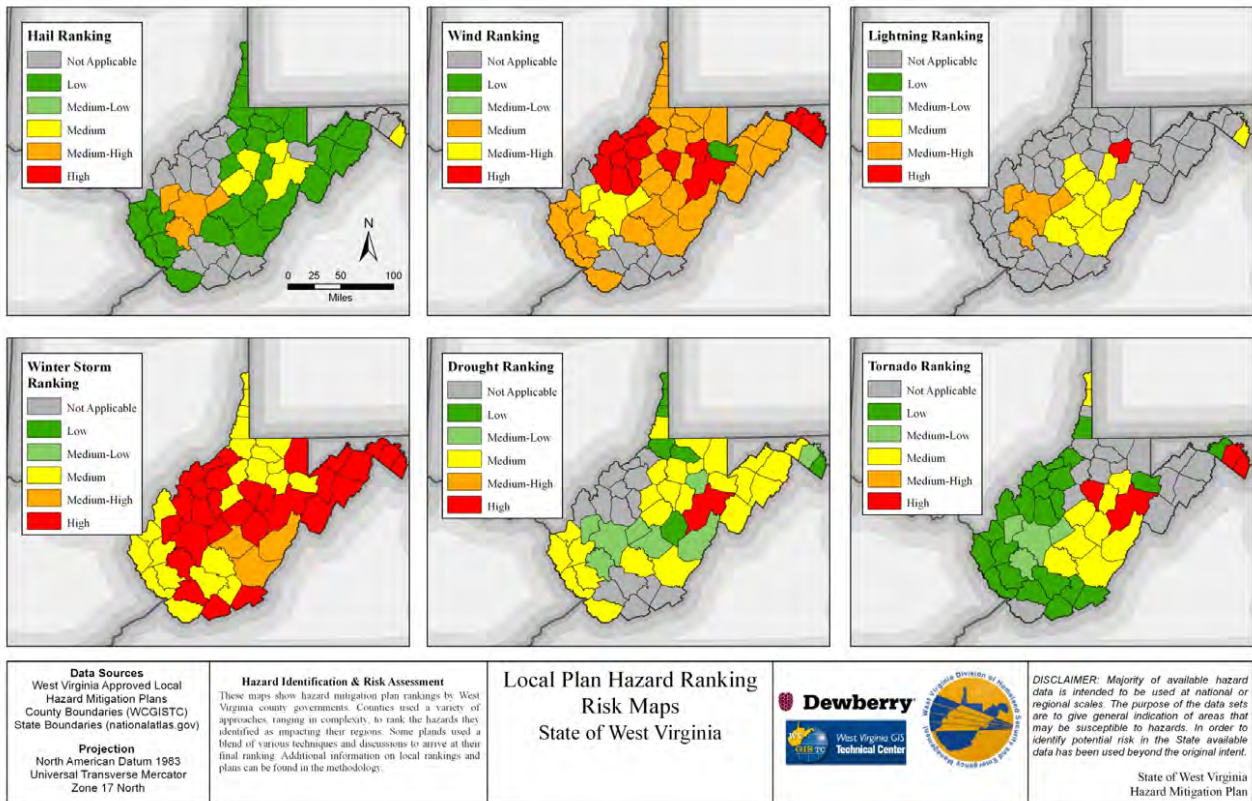 Hail Ranking
Not Applicable
Low
Medium-Low
Medium
Medium-High
High
N
0 25 50 100
Miles
Wind Ranking
Not Applicable
Low
Medium-Low
Medium
Medium-High
High
Lightning Ranking
Not Applicable
Low
Medium-Low
Medium
Medium-High
High
Winter Storm
Ranking
Not Applicable
Low
Medium-Low
Medium
Medium-High
High
Drought Ranking
Not Applicable
Low
Medium-Low
Medium
Medium-High
High
Tornado Ranking
Not Applicable
Low
Medium-Low
Medium
Medium-High
High
Data Sources
West Virginia Approved Local
Hazard Mitigation Plans
County Boundaries (WCGISTC)
State Boundaries (nationalatlas.gov)
Projection
North American Datum 1983
Universal Transverse Mercator
Zone 17 North
Hazard Identification & Risk Assessment
These maps show hazard mitigation plan rankings by West
Virginia county governments. Counties used a variety of
approaches, ranging in complexity, to rank the hazards they
identified as impacting their regions. Some plands used a
blend of various techniques and discussions to arrive at their
final ranking. Additional information on local rankings and
plans can be found in the methodology.
Local Plan Hazard Ranking
Risk Maps
State of West Virginia
Dewberry
WV
GISTC
West Virginia GIS
Technical Center
West Virginia Division of Homeland Security and Emergency Management
DISCLAIMER: Majority of available hazard
data is intended to be used at national or
regional scales. The purpose of the data sets
are to give general indication of areas that
may be susceptible to hazards. In order to
identify potential risk in the State available
data has been used beyond the original intent.
State of West Virginia
Hazard Mitigation Plan